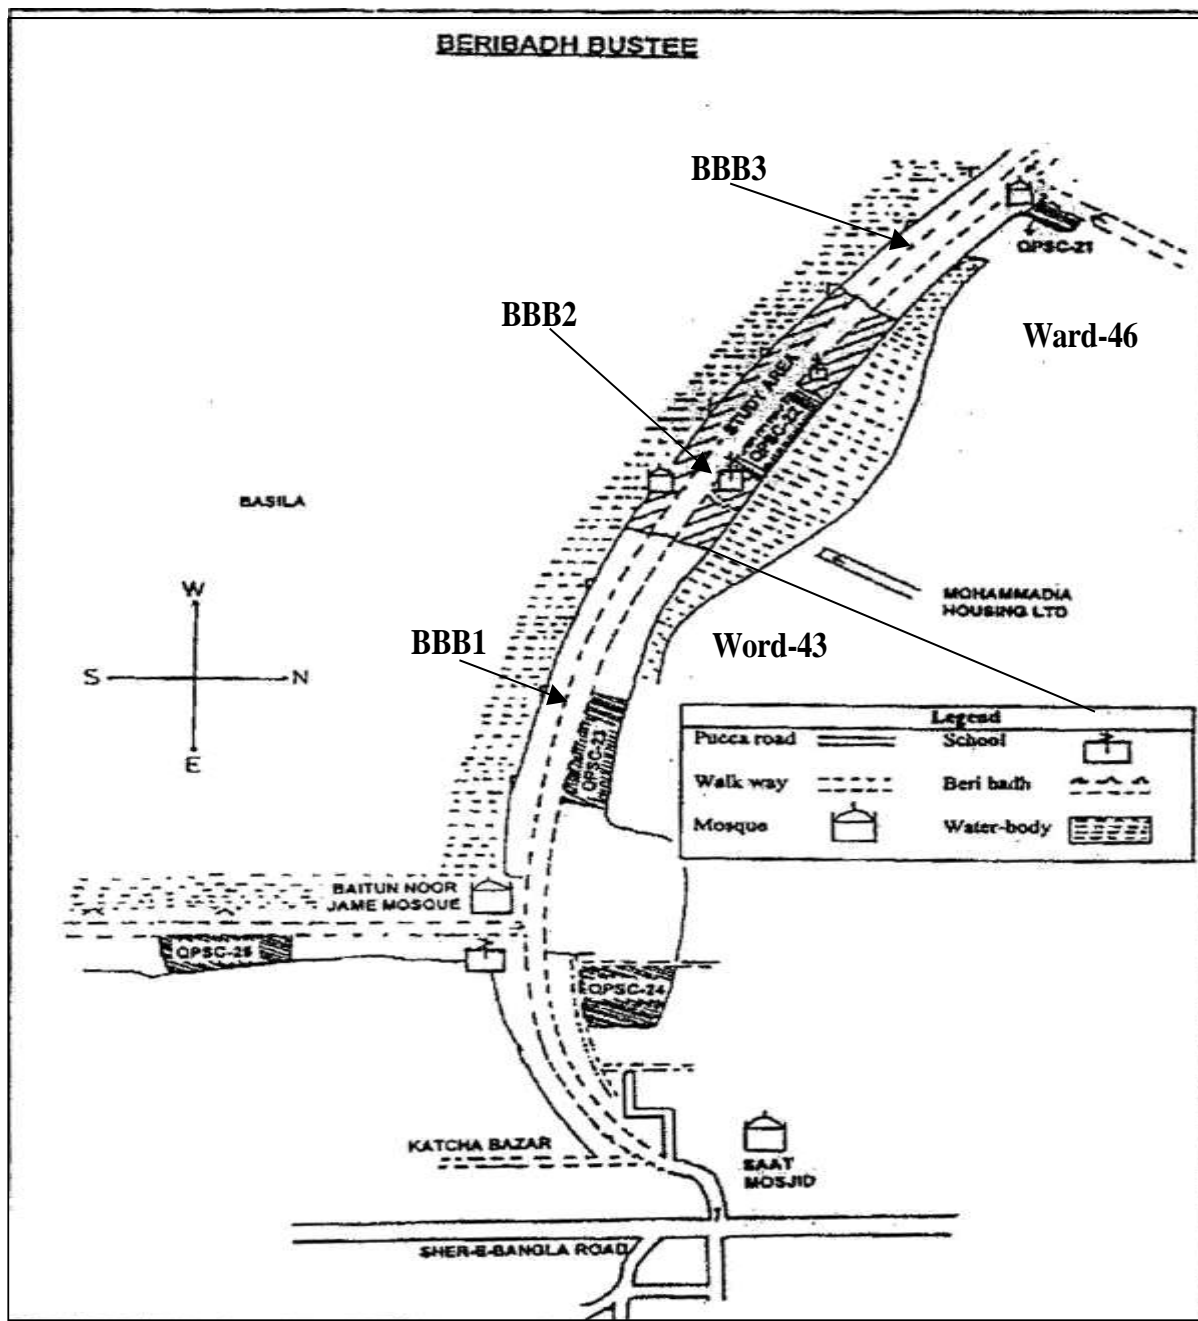 BERIBADH BUSTEE
BBB3
QPSC-21
BBB2
Ward-46
STUDY AREA
QPSC-22
BASILA
MOHAMMADIA
HOUSING LTD
W
S
N
E
BBB1
Word-43
QPSC-23
Legend
Pucca road
School
Walk way
Beri badh
Mosque
Water-body
BAITUN NOOR
JAME MOSQUE
QPSC-25
QPSC-24
KATCHA BAZAR
SAAT
MOSJID
SHER-E-BANGLA ROAD